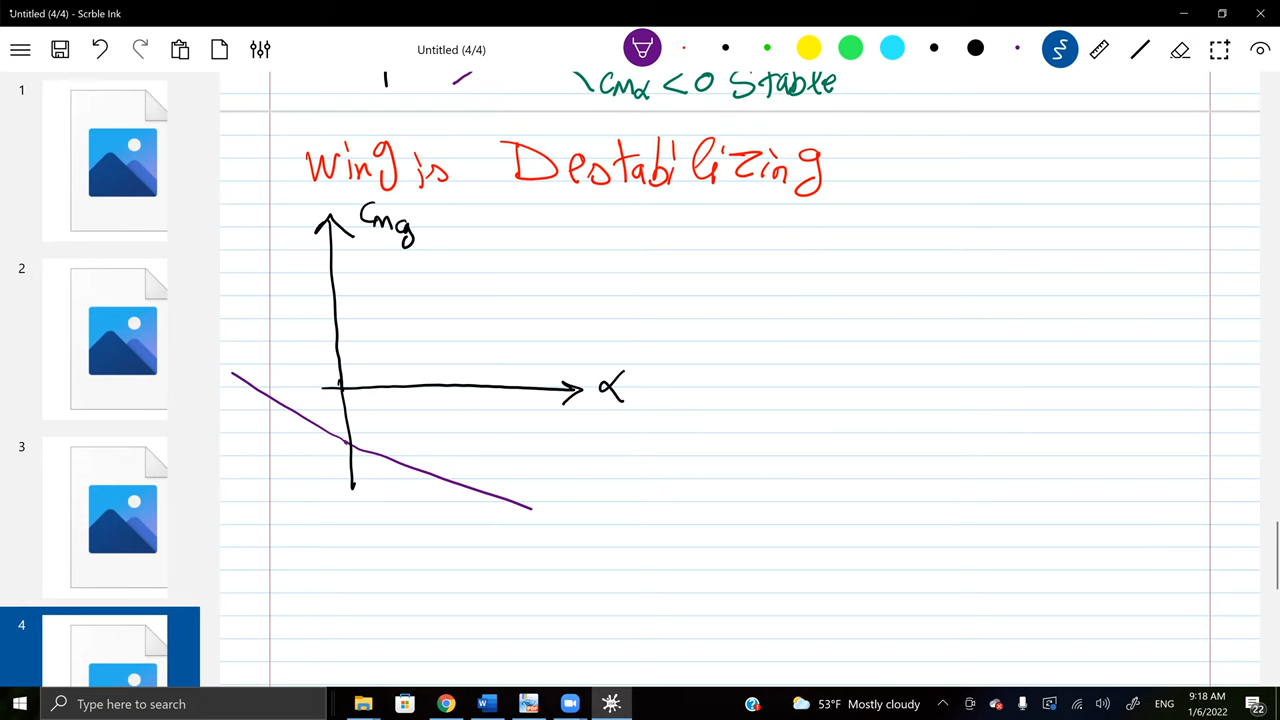 Untitled (4/4) - Scrble Ink
Untitled (4/4)
1
2
3
4
Cmα < 0 Stable
Wing is Destabilizing
Cmcg
α
Type here to search
53°F Mostly cloudy
ENG
9:18 AM
1/6/2022
22